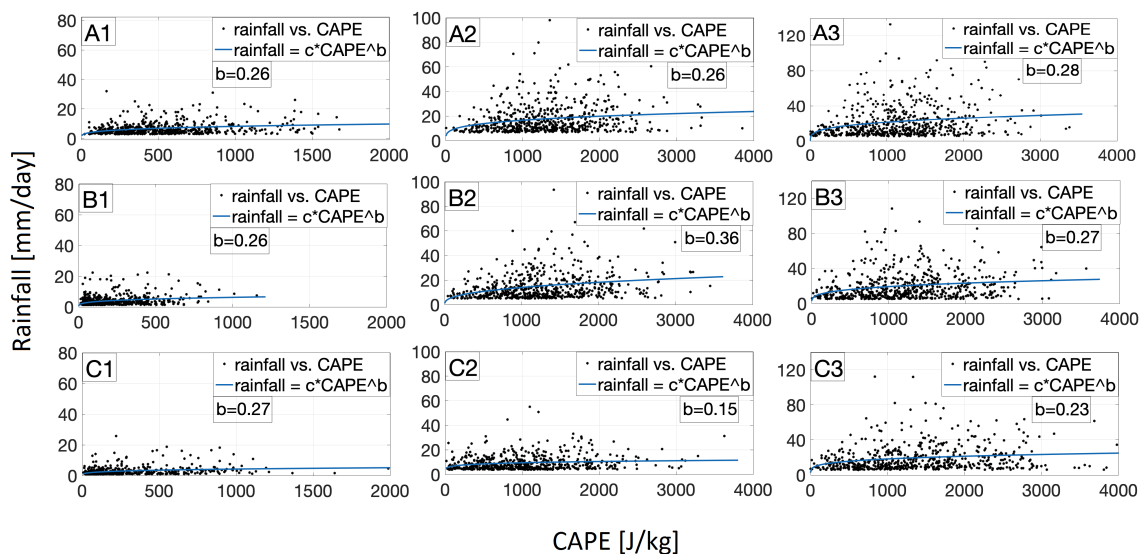 Rainfall [mm/day]
A1
rainfall vs. CAPE
rainfall = c*CAPE^b
b=0.26
80
60
40
20
0
0 500 1000 1500 2000
A2
rainfall vs. CAPE
rainfall = c*CAPE^b
b=0.26
100
80
60
40
20
0
0 1000 2000 3000 4000
A3
rainfall vs. CAPE
rainfall = c*CAPE^b
b=0.28
120
80
40
0
0 1000 2000 3000 4000
B1
rainfall vs. CAPE
rainfall = c*CAPE^b
b=0.26
80
60
40
20
0
0 500 1000 1500 2000
B2
rainfall vs. CAPE
rainfall = c*CAPE^b
b=0.36
100
80
60
40
20
0
0 1000 2000 3000 4000
B3
rainfall vs. CAPE
rainfall = c*CAPE^b
b=0.27
120
80
40
0
0 1000 2000 3000 4000
C1
rainfall vs. CAPE
rainfall = c*CAPE^b
b=0.27
80
60
40
20
0
0 500 1000 1500 2000
C2
rainfall vs. CAPE
rainfall = c*CAPE^b
b=0.15
100
80
60
40
20
0
0 1000 2000 3000 4000
C3
rainfall vs. CAPE
rainfall = c*CAPE^b
b=0.23
120
80
40
0
0 1000 2000 3000 4000
CAPE [J/kg]